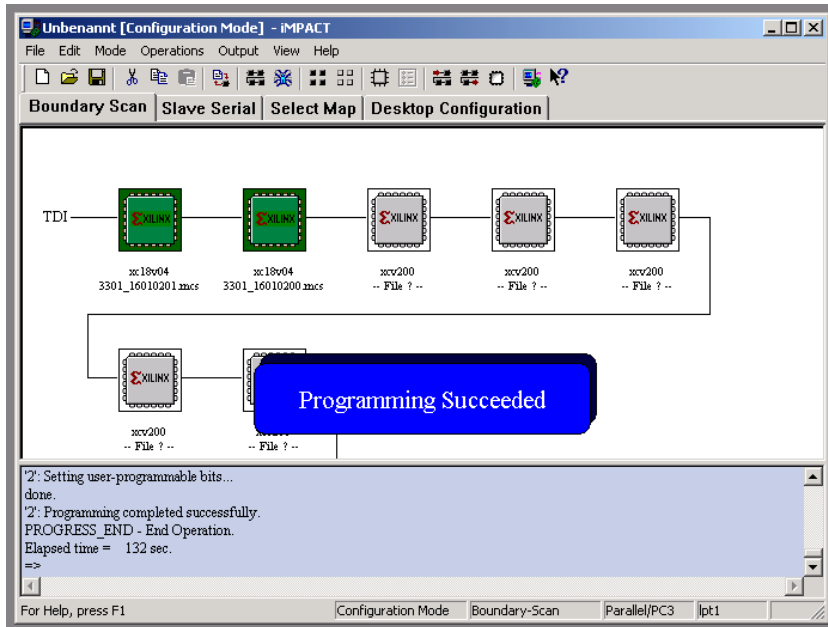 Unbenannt [Configuration Mode] - iMPACT
File Edit Mode Operations Output View Help
Boundary Scan Slave Serial Select Map Desktop Configuration
TDI
XILINX XILINX XILINX XILINX XILINX
xc18v04 xc18v04 xcv200 xcv200 xcv200
3301_16010201.mcs 3301_16010200.mcs -- File ? -- -- File ? -- -- File ? --
XILINX
Programming Succeeded
xcv200
-- File ? -- -- File ? --
'2': Setting user-programmable bits...
done.
'2': Programming completed successfully.
PROGRESS_END - End Operation.
Elapsed time = 132 sec.
=>
For Help, press F1 Configuration Mode Boundary-Scan Parallel/PC3 lpt1